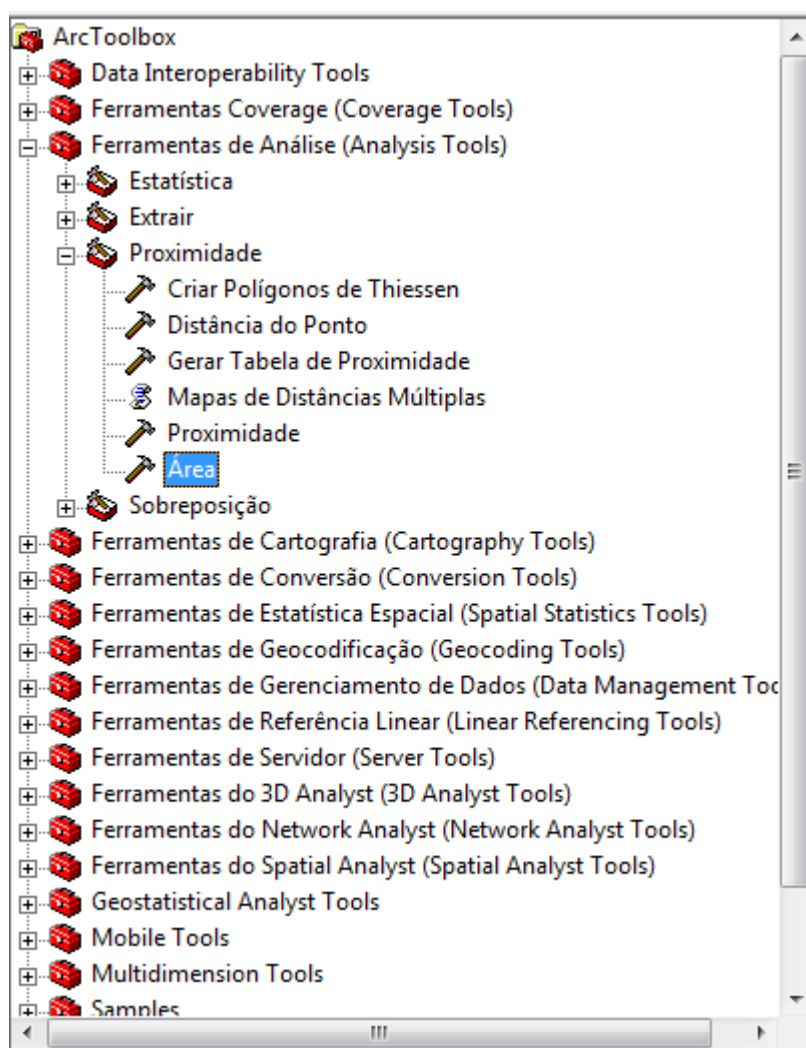 ArcToolbox
Data Interoperability Tools
Ferramentas Coverage (Coverage Tools)
Ferramentas de Análise (Analysis Tools)
Estatística
Extrair
Proximidade
Criar Polígonos de Thiessen
Distância do Ponto
Gerar Tabela de Proximidade
Mapas de Distâncias Múltiplas
Proximidade
Área
Sobreposição
Ferramentas de Cartografia (Cartography Tools)
Ferramentas de Conversão (Conversion Tools)
Ferramentas de Estatística Espacial (Spatial Statistics Tools)
Ferramentas de Geocodificação (Geocoding Tools)
Ferramentas de Gerenciamento de Dados (Data Management Toc
Ferramentas de Referência Linear (Linear Referencing Tools)
Ferramentas de Servidor (Server Tools)
Ferramentas do 3D Analyst (3D Analyst Tools)
Ferramentas do Network Analyst (Network Analyst Tools)
Ferramentas do Spatial Analyst (Spatial Analyst Tools)
Geostatistical Analyst Tools
Mobile Tools
Multidimension Tools
Samples